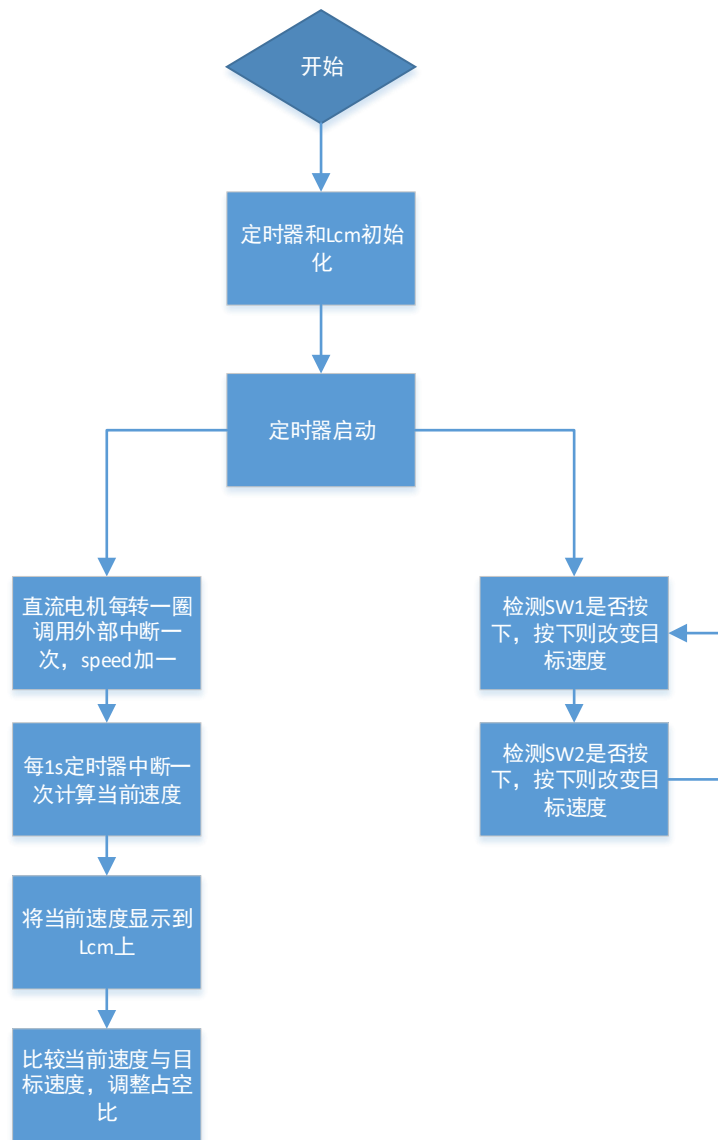 开始
定时器和Lcm初始
化
定时器启动
直流电机每转一圈
调用外部中断一
次，speed加一
每1s定时器中断一
次计算当前速度
将当前速度显示到
Lcm上
比较当前速度与目
标速度，调整占空
比
检测SW1是否按
下，按下则改变目
标速度
检测SW2是否按
下，按下则改变目
标速度